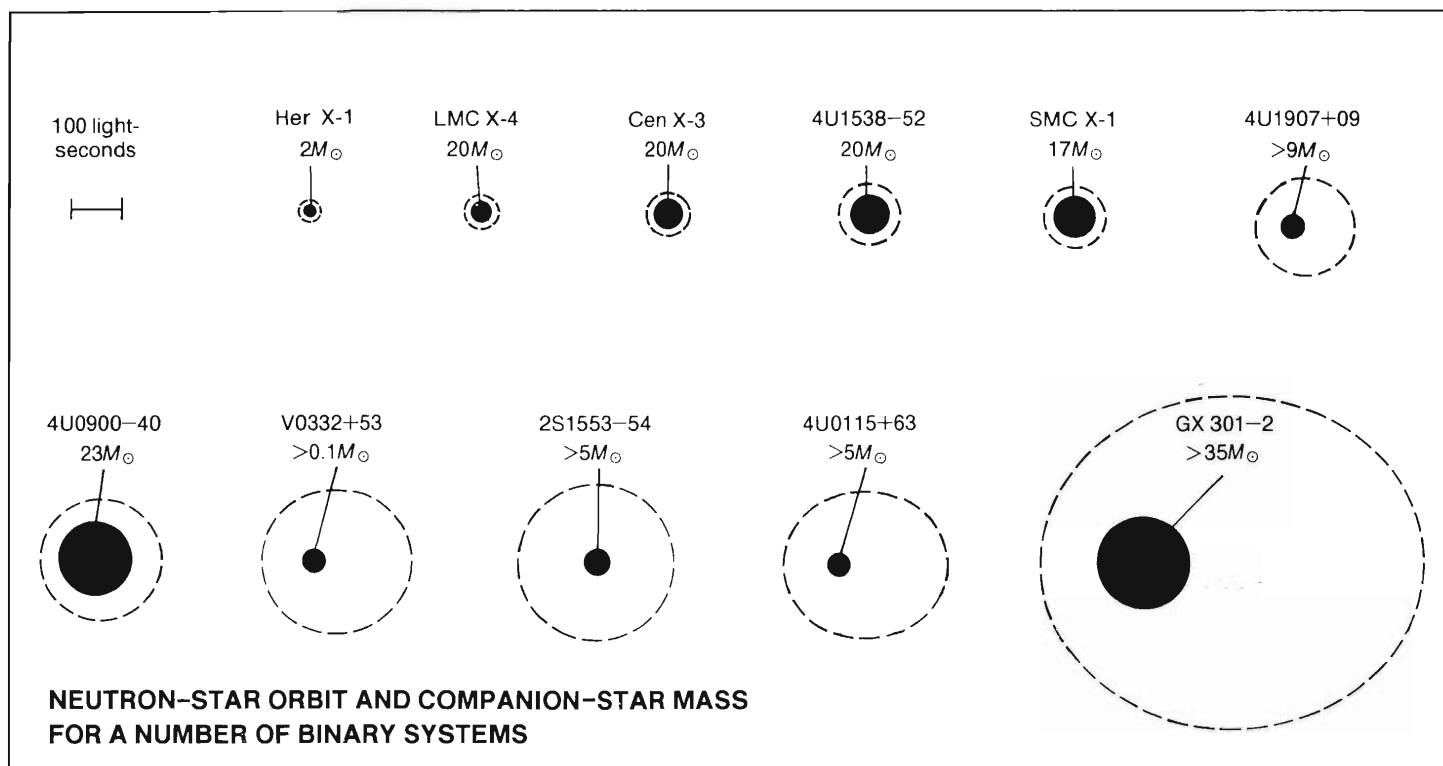 100 light-
seconds
Her X-1
2M☉
LMC X-4
20M☉
Cen X-3
20M☉
4U1538−52
20M☉
SMC X-1
17M☉
4U1907+09
>9M☉
4U0900−40
23M☉
V0332+53
>0.1M☉
2S1553−54
>5M☉
4U0115+63
>5M☉
GX 301−2
>35M☉
NEUTRON–STAR ORBIT AND COMPANION–STAR MASS
FOR A NUMBER OF BINARY SYSTEMS